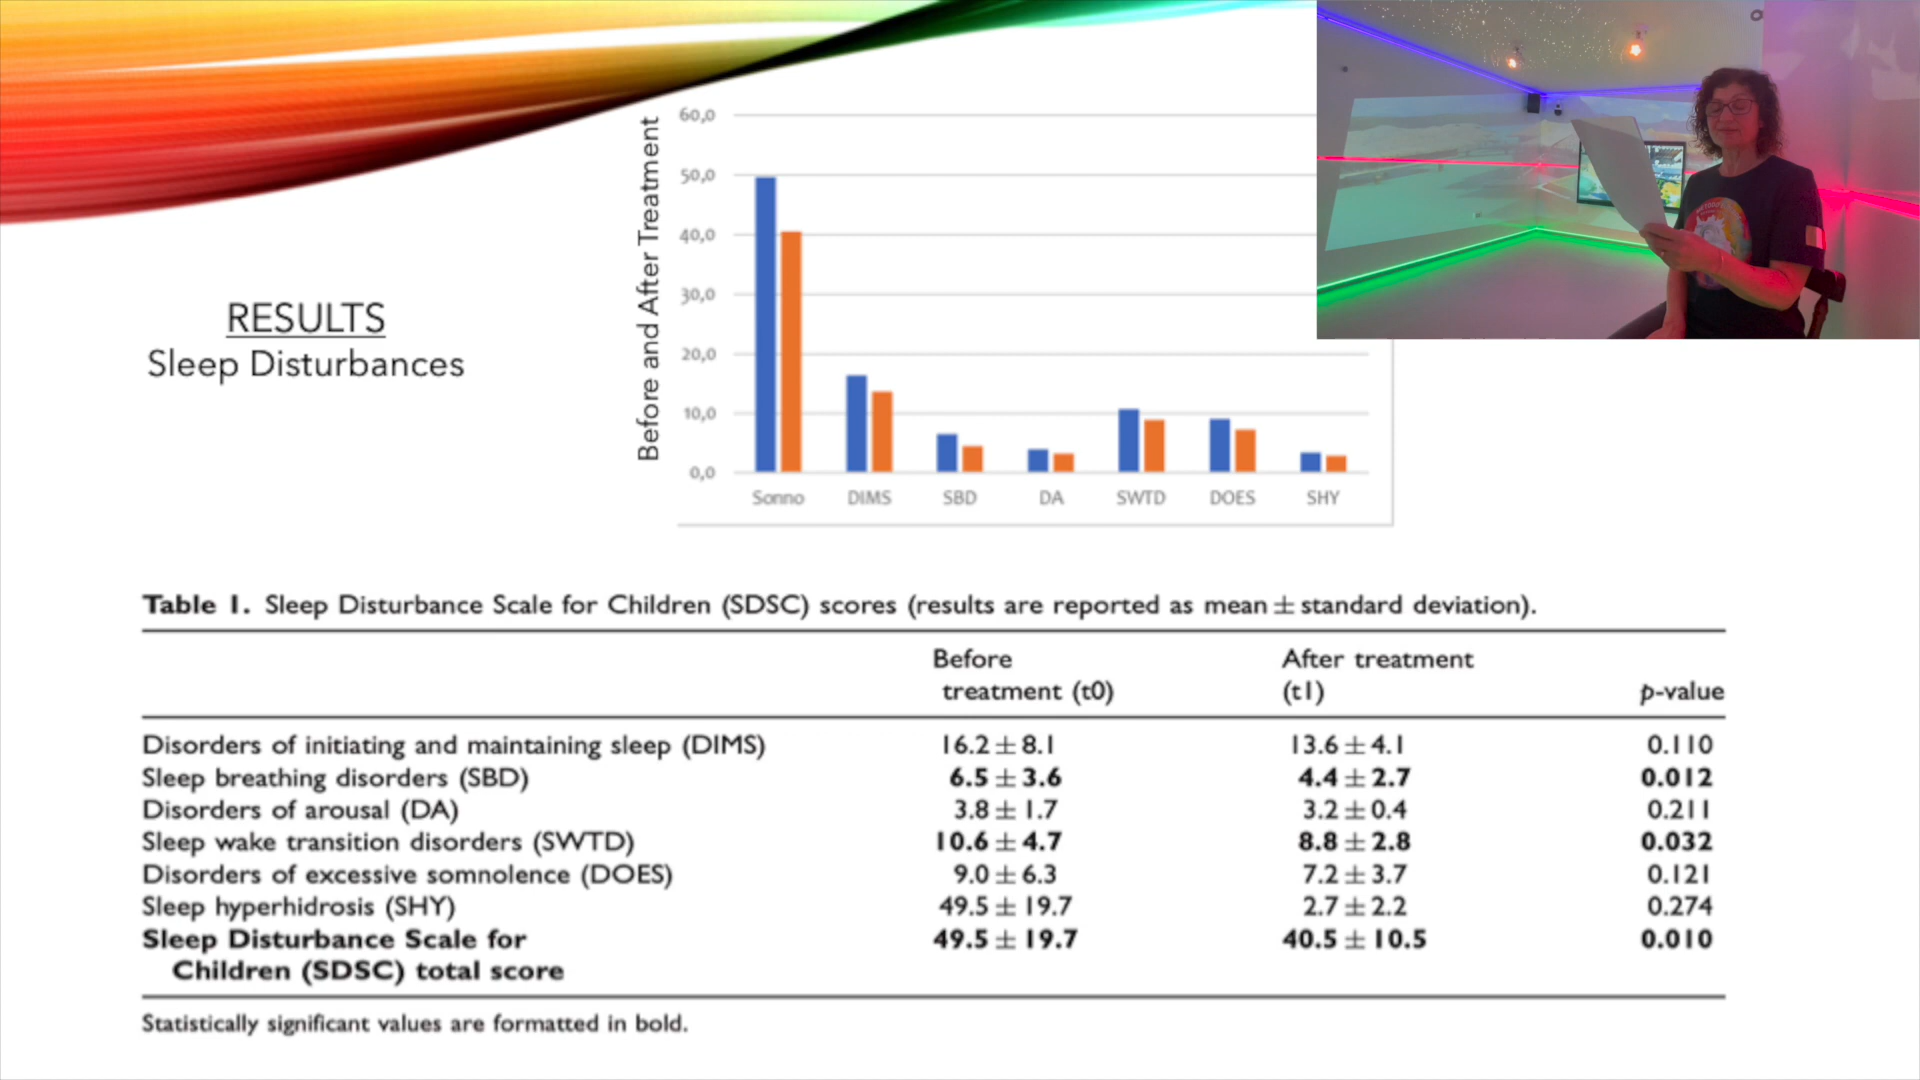 RESULTS
Sleep Disturbances
Before and After Treatment
60,0
50,0
40,0
30,0
20,0
10,0
0,0
Sonno DIMS SBD DA SWTD DOES SHY
Table 1. Sleep Disturbance Scale for Children (SDSC) scores (results are reported as mean ± standard deviation).
Before treatment (t0) After treatment (t1) p-value
Disorders of initiating and maintaining sleep (DIMS) 16.2 ± 8.1 13.6 ± 4.1 0.110
Sleep breathing disorders (SBD) 6.5 ± 3.6 4.4 ± 2.7 0.012
Disorders of arousal (DA) 3.8 ± 1.7 3.2 ± 0.4 0.211
Sleep wake transition disorders (SWTD) 10.6 ± 4.7 8.8 ± 2.8 0.032
Disorders of excessive somnolence (DOES) 9.0 ± 6.3 7.2 ± 3.7 0.121
Sleep hyperhidrosis (SHY) 49.5 ± 19.7 2.7 ± 2.2 0.274
Sleep Disturbance Scale for 49.5 ± 19.7 40.5 ± 10.5 0.010
Children (SDSC) total score
Statistically significant values are formatted in bold.